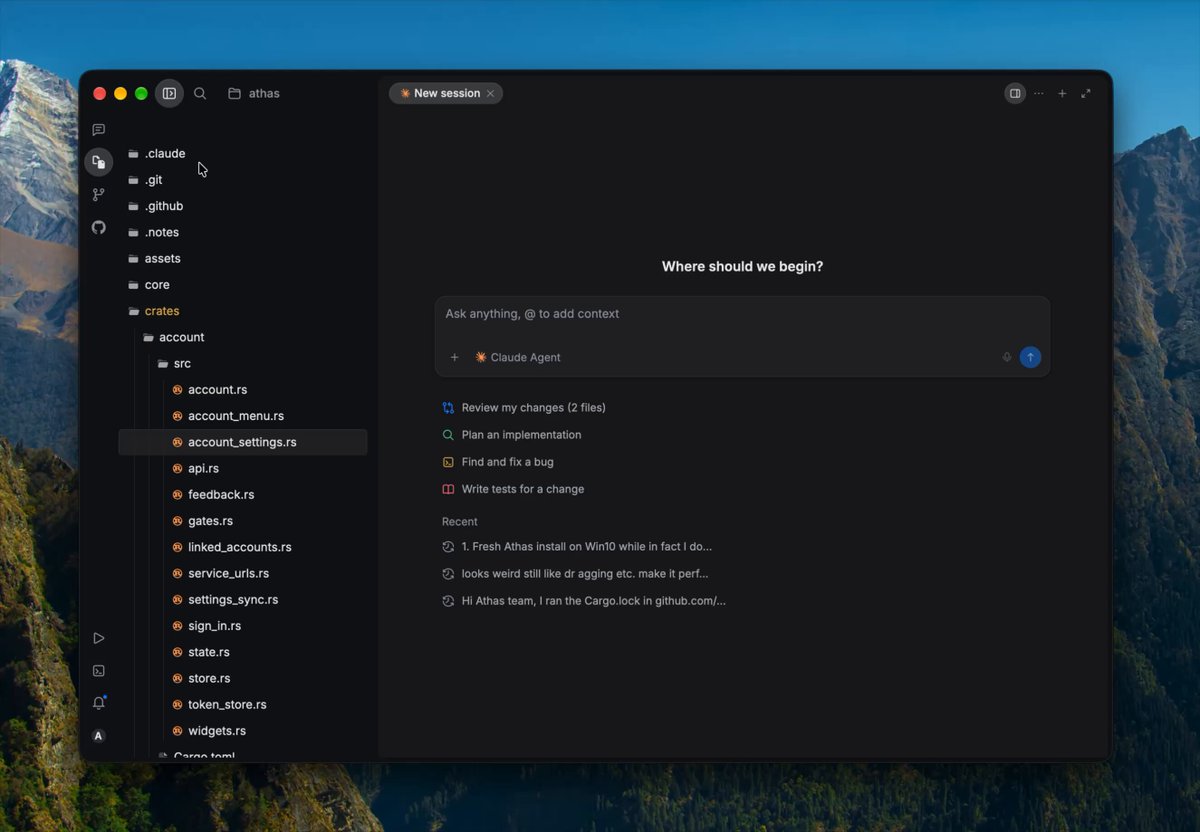 athas
New session
.claude
.git
.github
.notes
assets
core
crates
account
src
account.rs
account_menu.rs
account_settings.rs
api.rs
feedback.rs
gates.rs
linked_accounts.rs
service_urls.rs
settings_sync.rs
sign_in.rs
state.rs
store.rs
token_store.rs
widgets.rs
Cargo.toml
A
Where should we begin?
Ask anything, @ to add context
Claude Agent
Review my changes (2 files)
Plan an implementation
Find and fix a bug
Write tests for a change
Recent
1. Fresh Athas install on Win10 while in fact I do...
looks weird still like dr agging etc. make it perf...
Hi Athas team, I ran the Cargo.lock in github.com/...